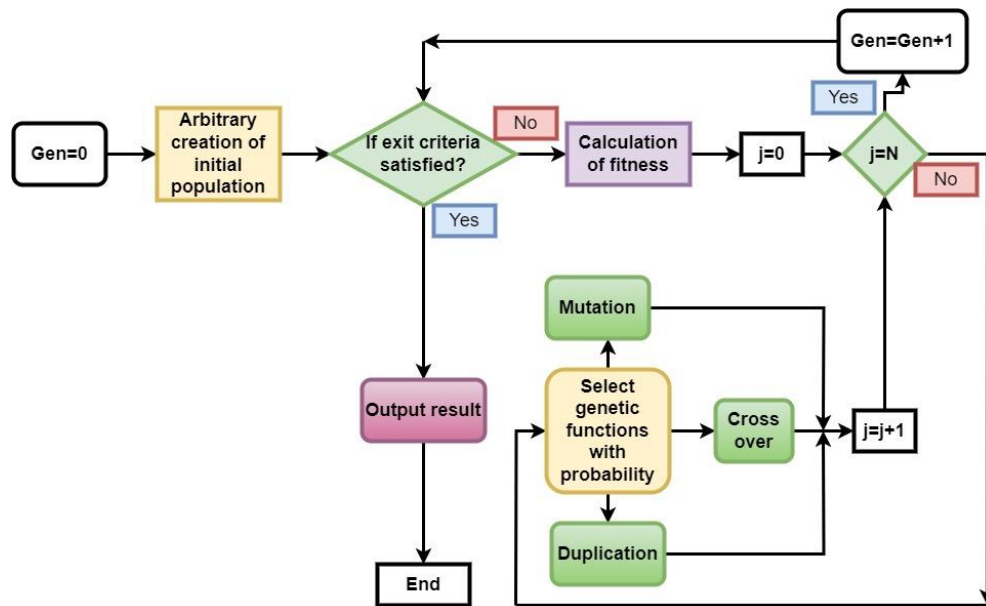 Gen=Gen+1
Yes
Gen=0
Arbitrary
creation of
initial
population
If exit criteria
satisfied?
No
Calculation
of fitness
j=0
j=N
No
Yes
Mutation
Output result
Select
genetic
functions
with
probability
Cross
over
j=j+1
Duplication
End